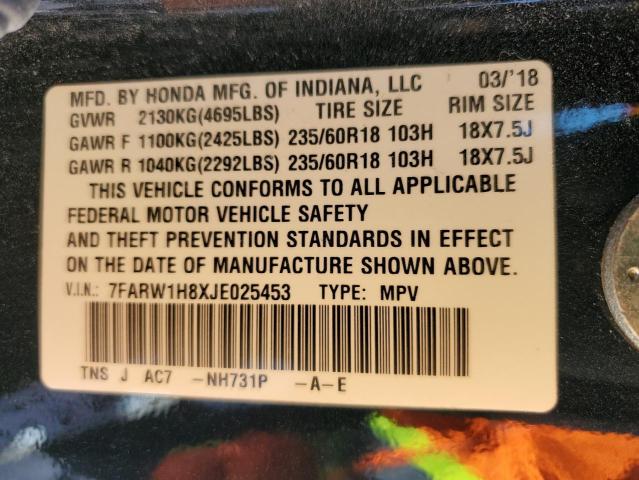 MFD. BY HONDA MFG. OF INDIANA, LLC 03/'18
GVWR 2130KG(4695LBS) TIRE SIZE RIM SIZE
GAWR F 1100KG(2425LBS) 235/60R18 103H 18X7.5J
GAWR R 1040KG(2292LBS) 235/60R18 103H 18X7.5J
THIS VEHICLE CONFORMS TO ALL APPLICABLE
FEDERAL MOTOR VEHICLE SAFETY
AND THEFT PREVENTION STANDARDS IN EFFECT
ON THE DATE OF MANUFACTURE SHOWN ABOVE.
V.I.N.: 7FARW1H8XJE025453 TYPE: MPV
TNS J AC7 -NH731P -A-E